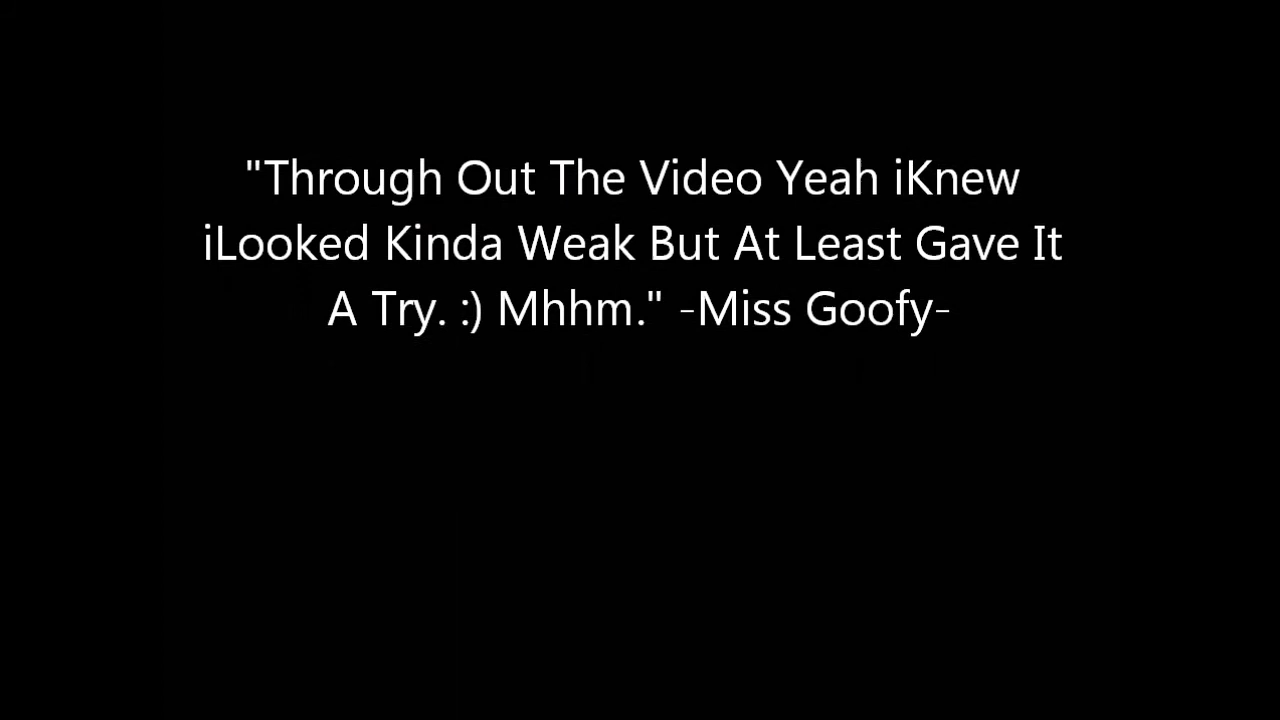 "Through Out The Video Yeah iKnew
iLooked Kinda Weak But At Least Gave It
A Try. :) Mhhm." -Miss Goofy-